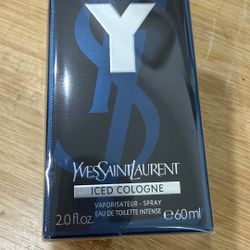 Y
YSL
YVESSAINTLAURENT
ICED COLOGNE
VAPORISATEUR - SPRAY
EAU DE TOILETTE INTENSE
2.0 fl.oz. ℮60ml